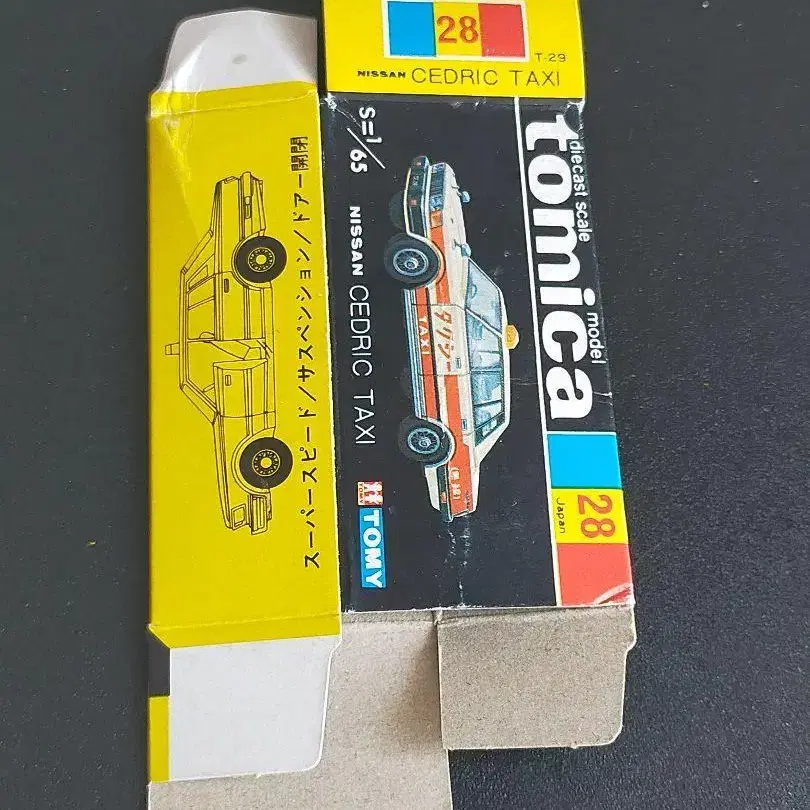 28
T-29
NISSAN CEDRIC TAXI
diecast scale
tomica
model
28
Japan
S=1/65
NISSAN CEDRIC TAXI
TAXI
TOMY
TOMY
スーパースピード/サスペンション/ドアー開閉